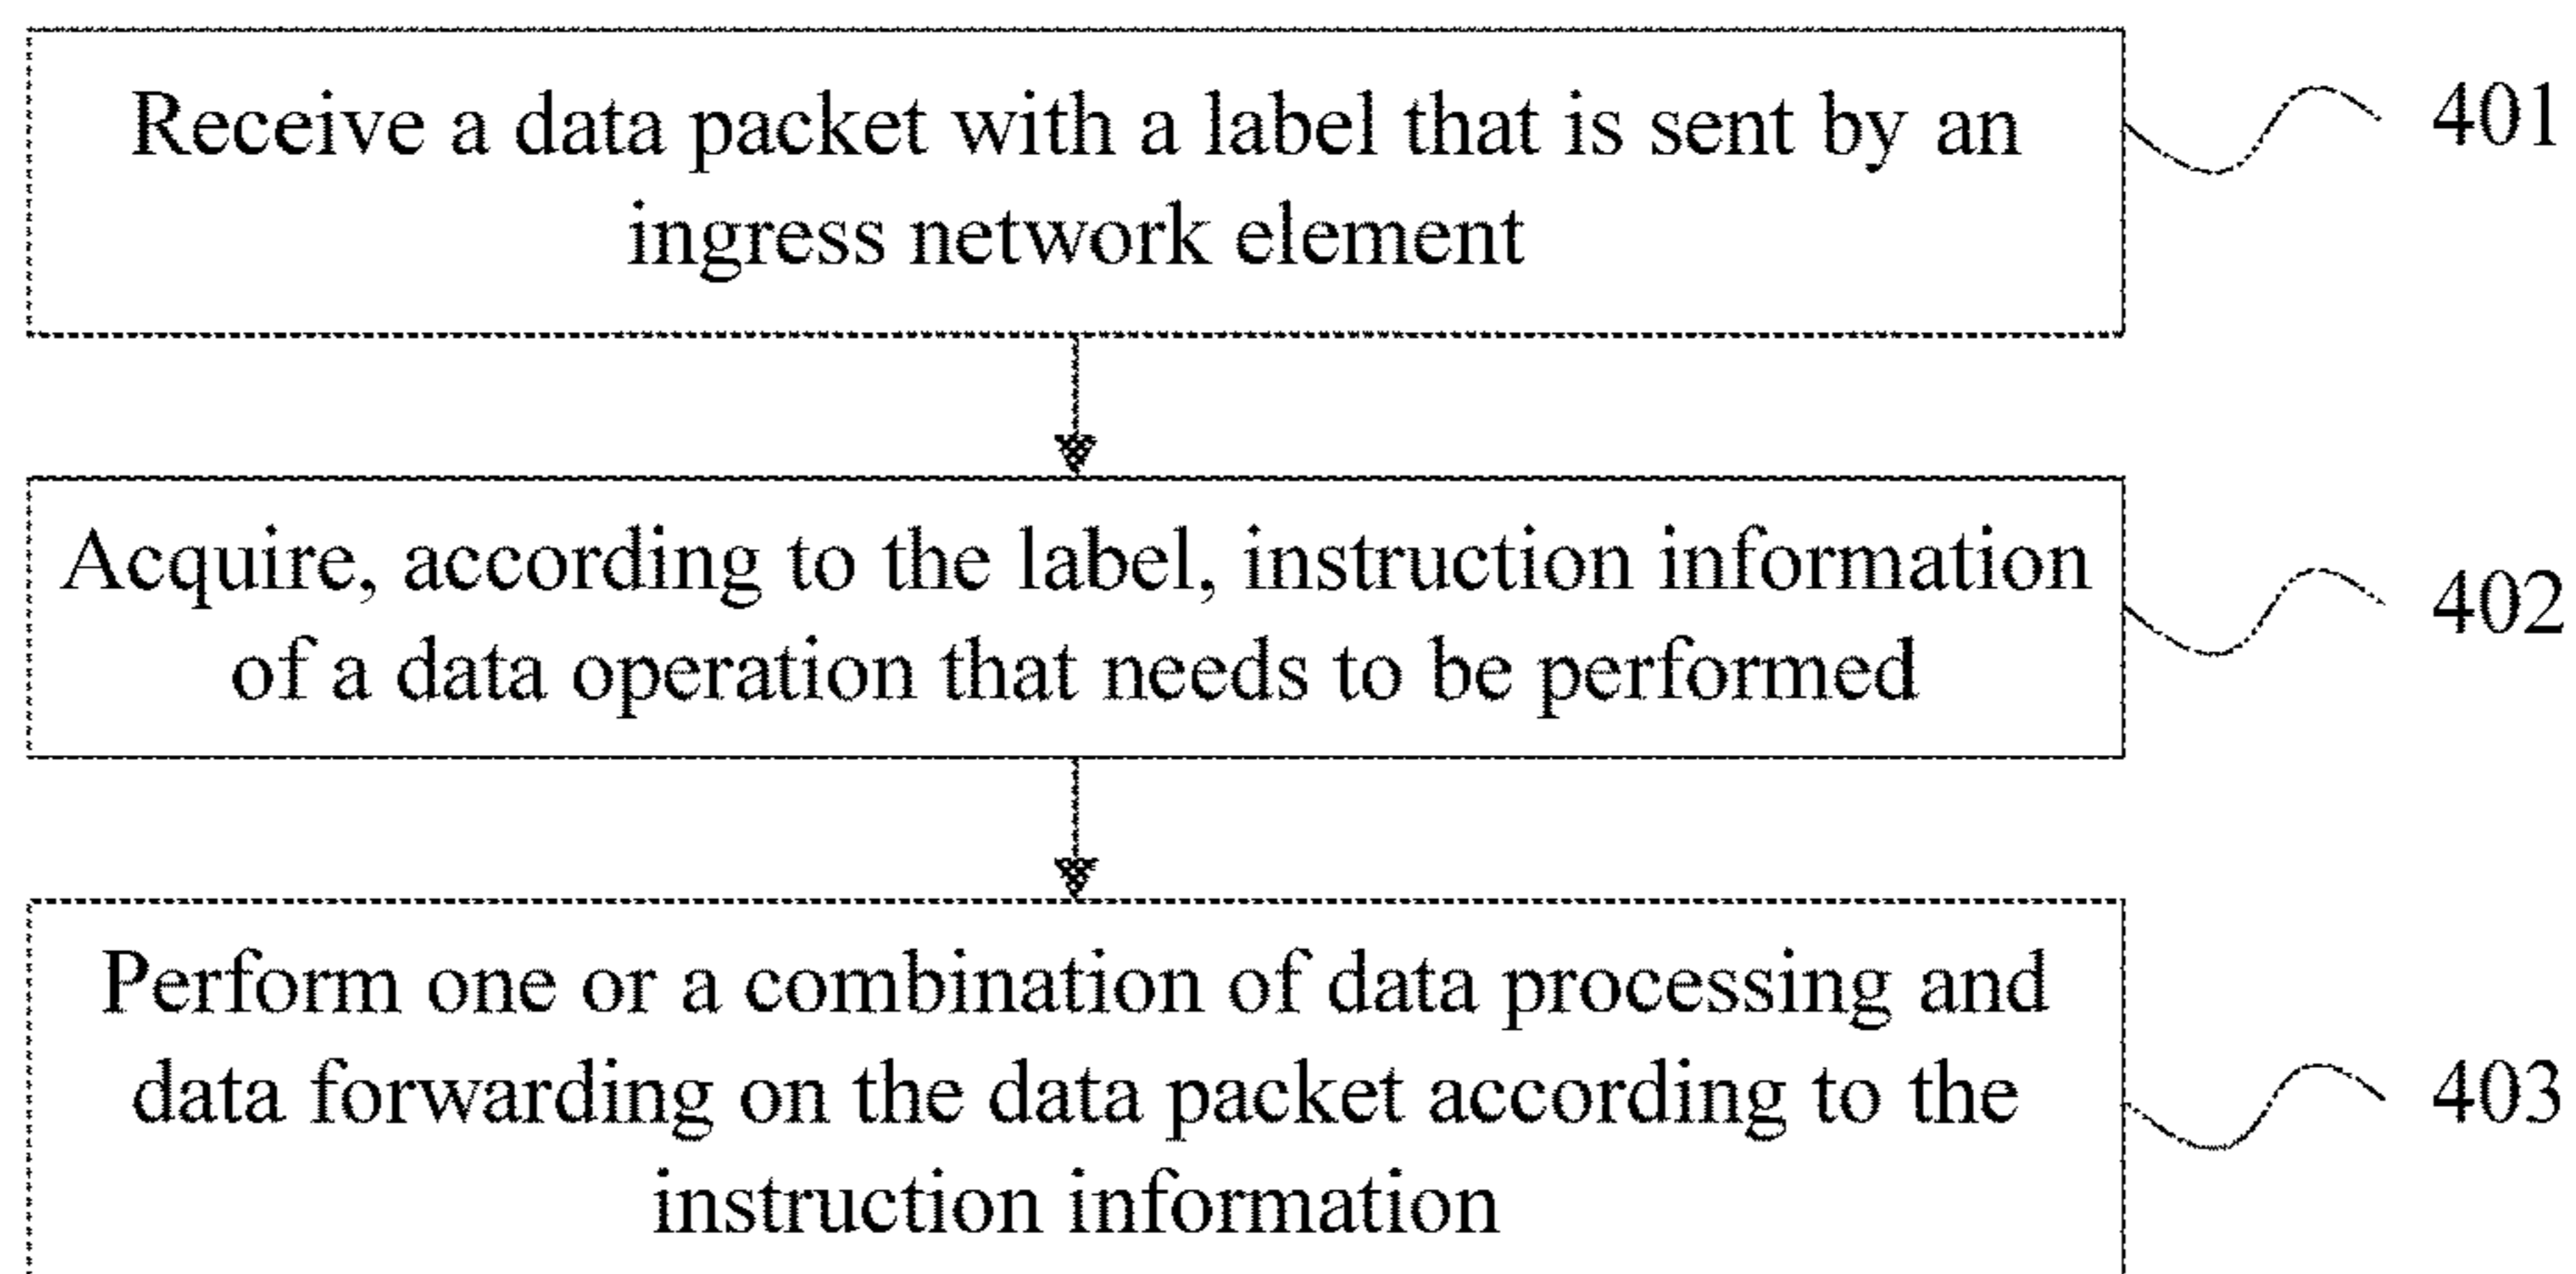 Receive a data packet with a label that is sent by an
ingress network element
401
Acquire, according to the label, instruction information
of a data operation that needs to be performed
402
Perform one or a combination of data processing and
data forwarding on the data packet according to the
instruction information
403